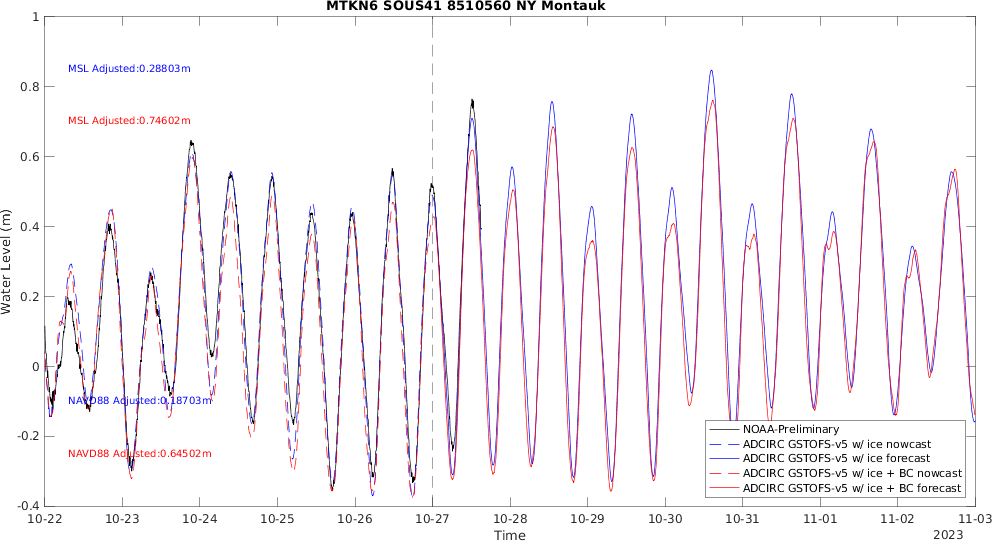 MTKN6 SOUS41 8510560 NY Montauk
Water Level (m)
1
0.8
0.6
0.4
0.2
0
-0.2
-0.4
MSL Adjusted:0.28803m
MSL Adjusted:0.74602m
NAVD88 Adjusted:0.18703m
NAVD88 Adjusted:0.64502m
NOAA-Preliminary
ADCIRC GSTOFS-v5 w/ ice nowcast
ADCIRC GSTOFS-v5 w/ ice forecast
ADCIRC GSTOFS-v5 w/ ice + BC nowcast
ADCIRC GSTOFS-v5 w/ ice + BC forecast
10-22 10-23 10-24 10-25 10-26 10-27 10-28 10-29 10-30 10-31 11-01 11-02 11-03
Time
2023